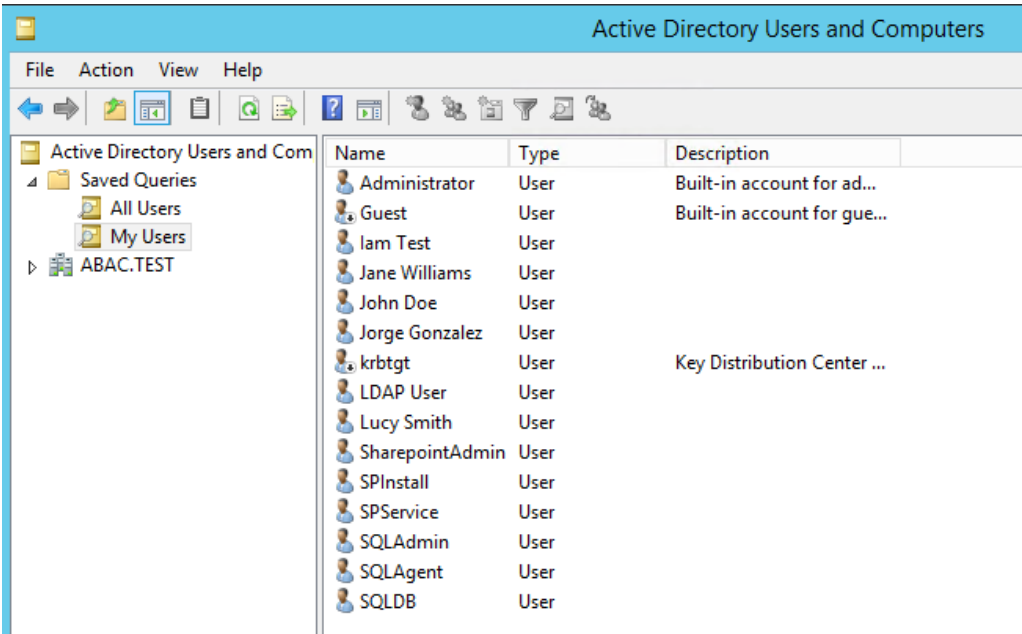 Active Directory Users and Computers
File Action View Help
Active Directory Users and Com
Saved Queries
All Users
My Users
ABAC.TEST
Name Type Description
Administrator User Built-in account for ad...
Guest User Built-in account for gue...
Iam Test User
Jane Williams User
John Doe User
Jorge Gonzalez User
krbtgt User Key Distribution Center ...
LDAP User User
Lucy Smith User
SharepointAdmin User
SPInstall User
SPService User
SQLAdmin User
SQLAgent User
SQLDB User